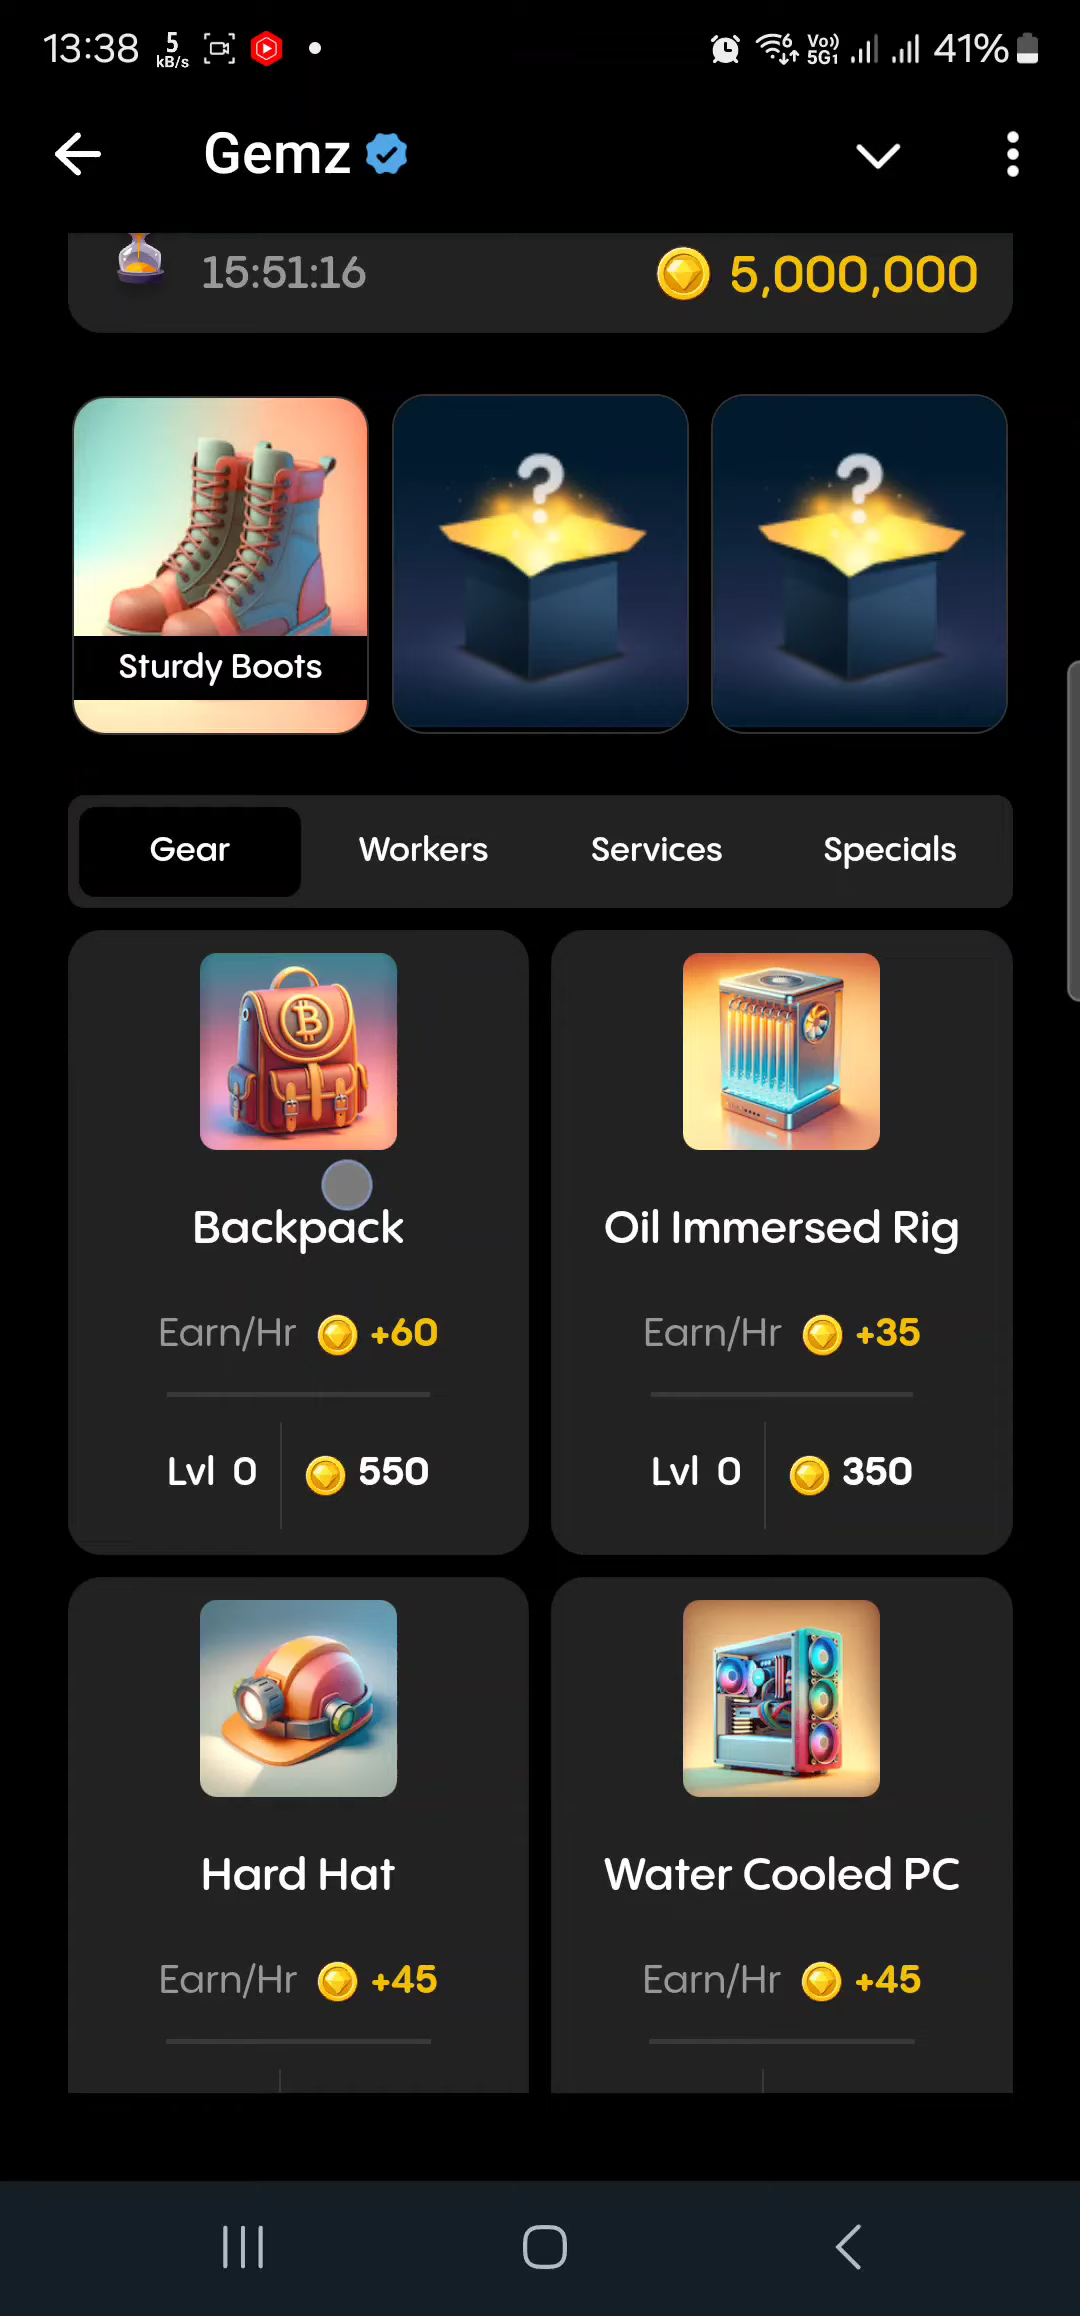 13:38 5 kB/s 6 Vo) 5G1 41%
Gemz
15:51:16 5,000,000
? ?
Sturdy Boots
Gear Workers Services Specials
Backpack Oil Immersed Rig
Earn/Hr +60 Earn/Hr +35
Lvl 0 550 Lvl 0 350
Hard Hat Water Cooled PC
Earn/Hr +45 Earn/Hr +45